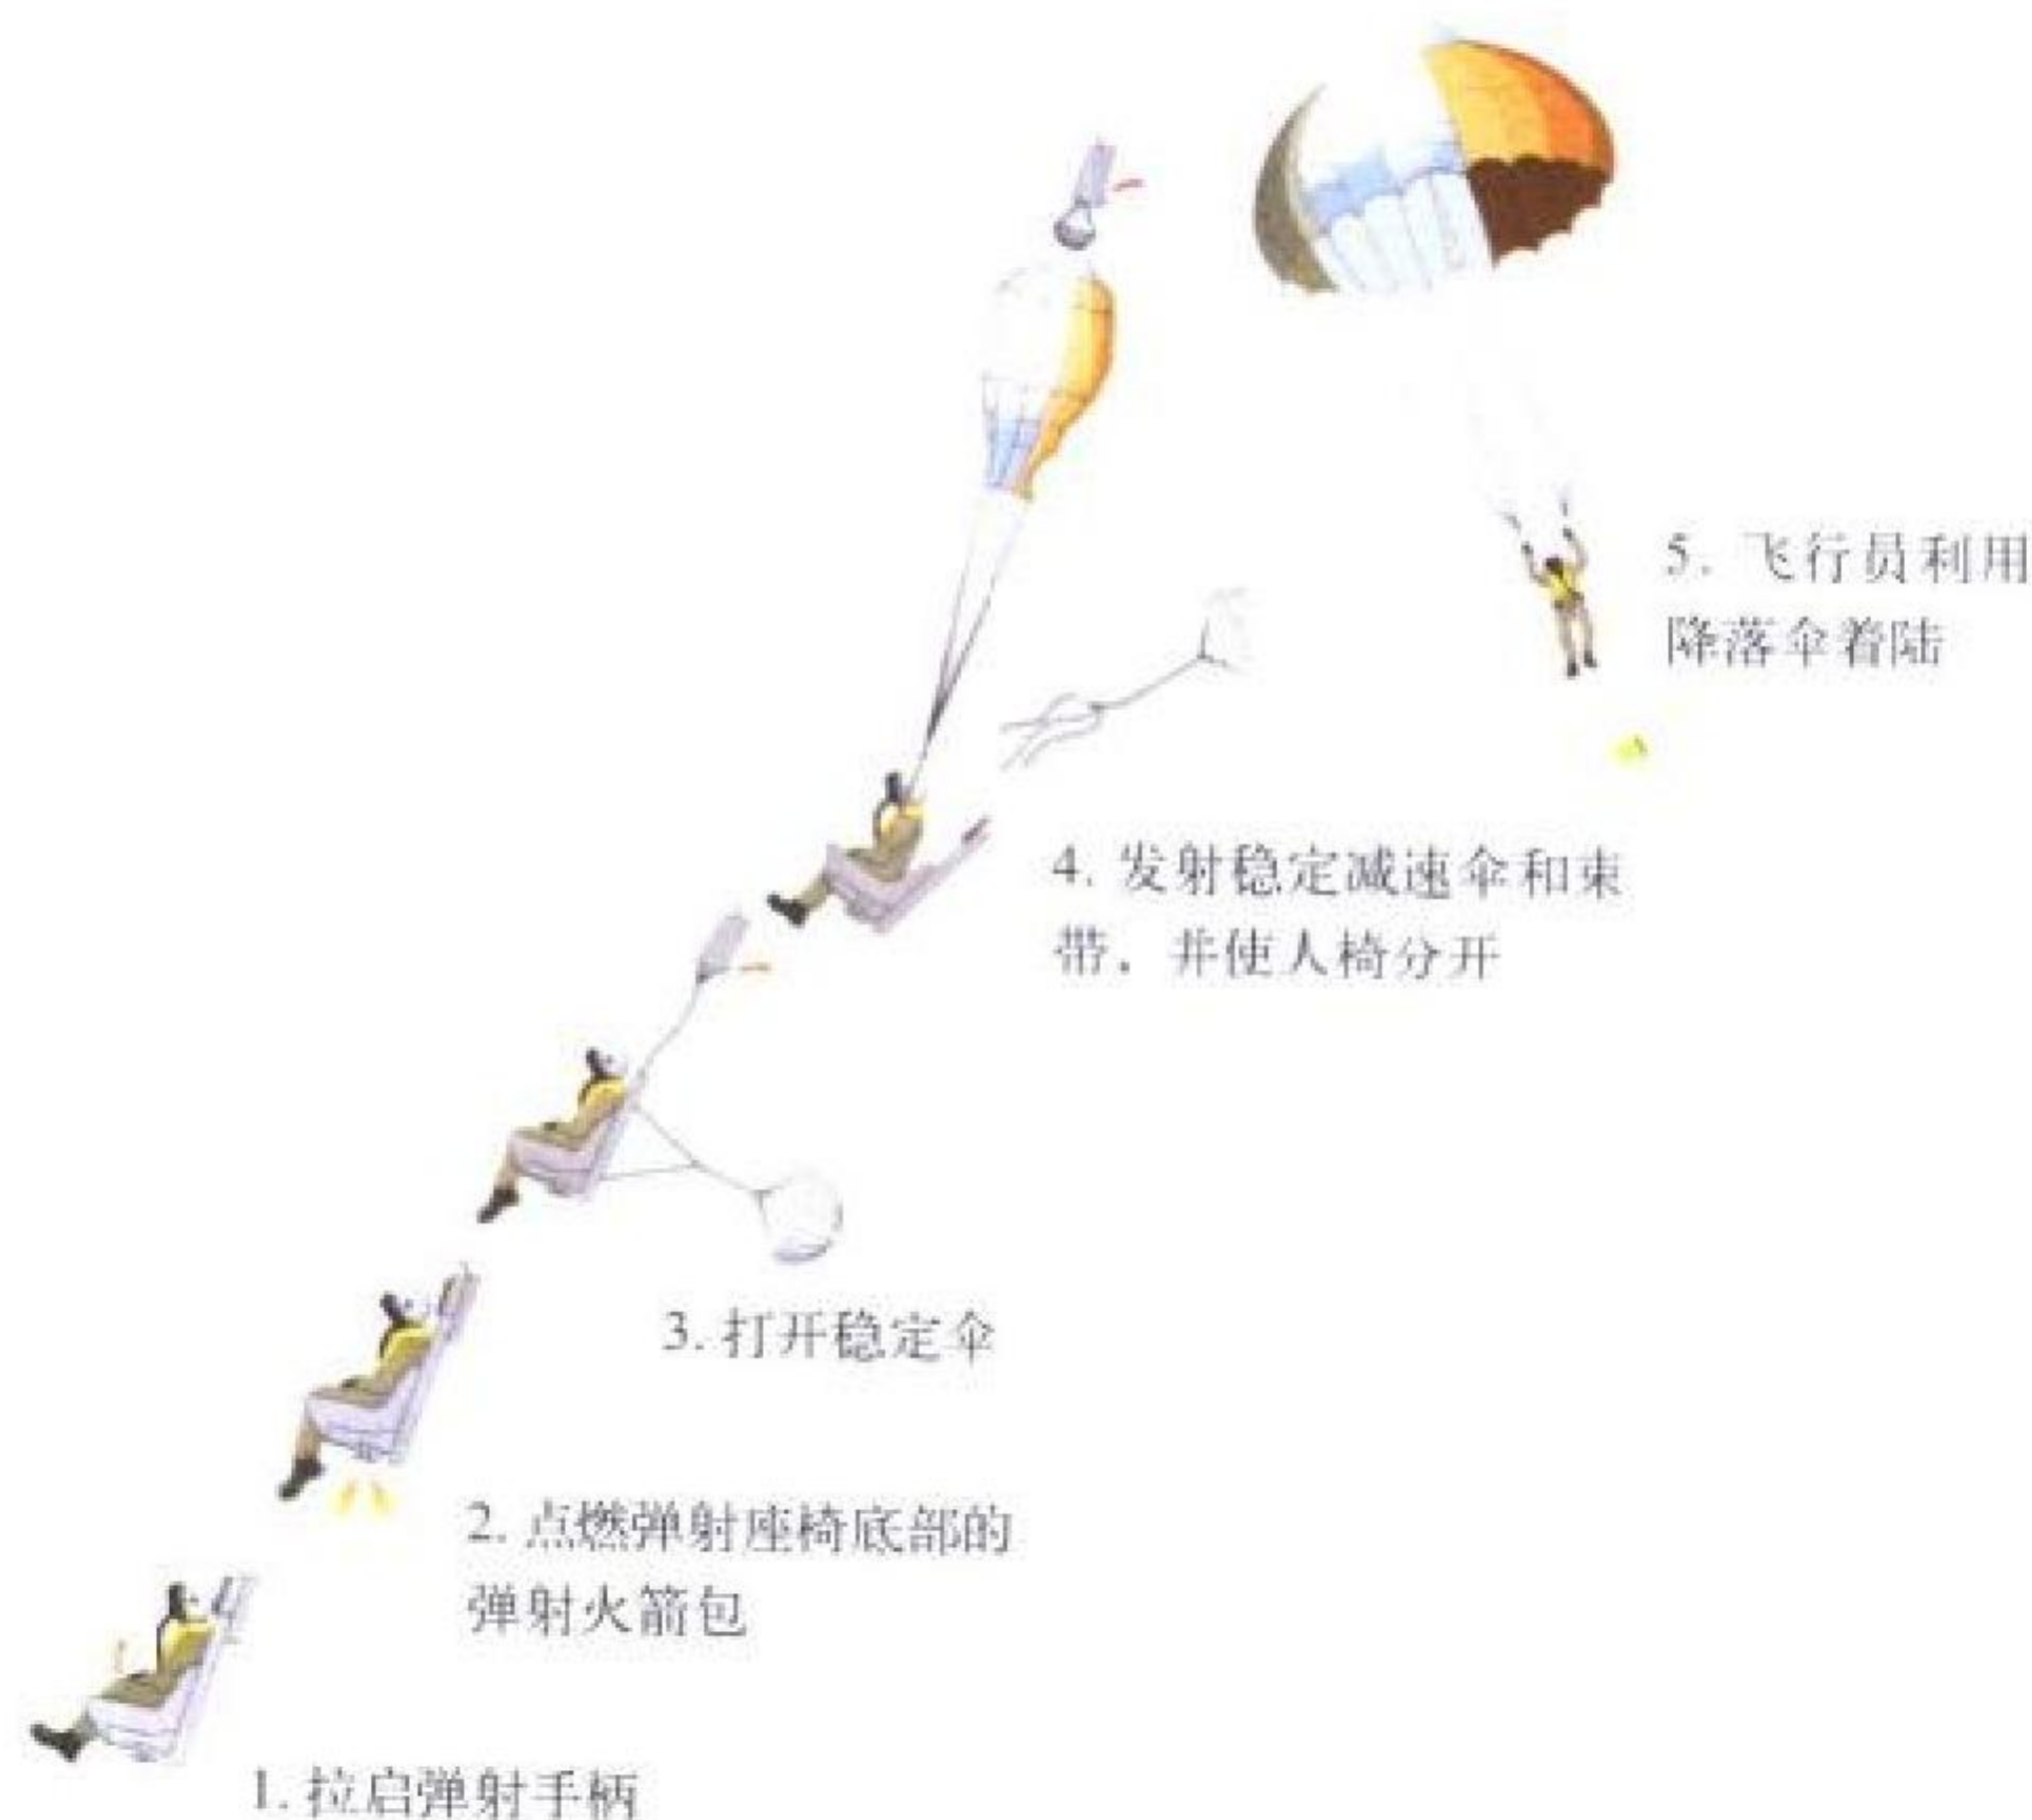 5. 飞行员利用
降落伞着陆
4. 发射稳定减速伞和束
带，并使人椅分开
3. 打开稳定伞
2. 点燃弹射座椅底部的
弹射火箭包
1. 拉启弹射手柄